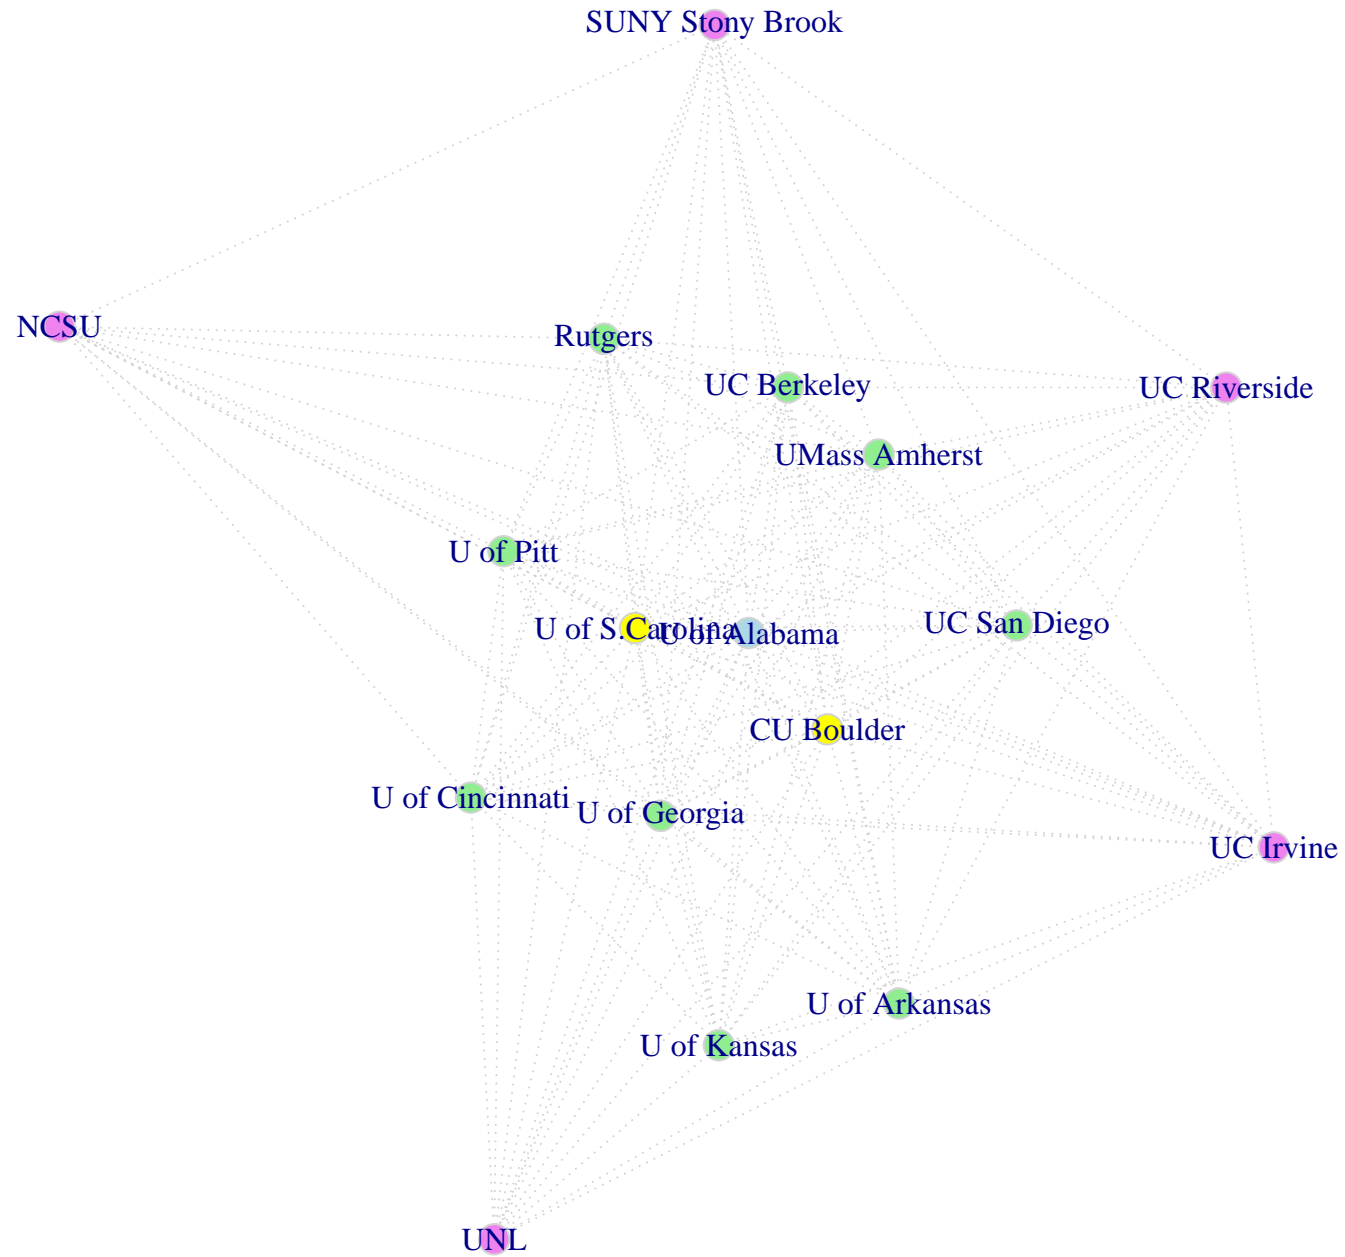 SUNY Stony Brook
NCSU
Rutgers
UC Berkeley
UC Riverside
UMass Amherst
U of Pitt
U of S.Carolina
U of Alabama
UC San Diego
CU Boulder
U of Cincinnati
U of Georgia
UC Irvine
U of Arkansas
U of Kansas
UNL